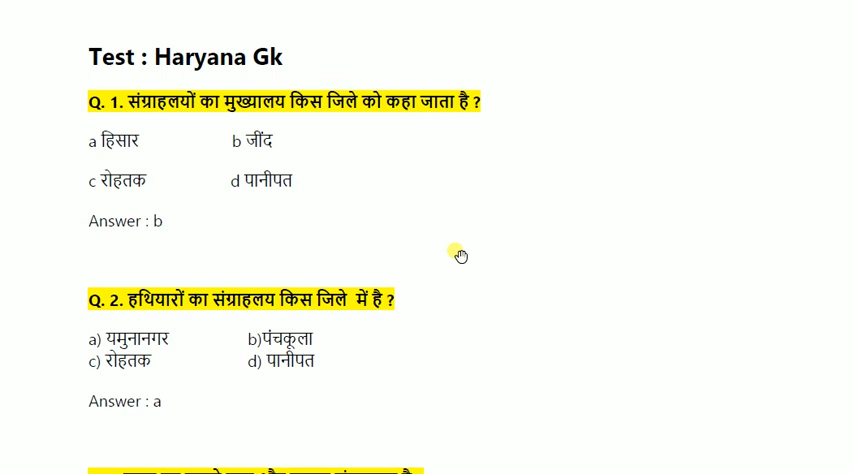 Test : Haryana Gk
Q. 1. संग्राहलयों का मुख्यालय किस जिले को कहा जाता है ?
a हिसार b जींद
c रोहतक d पानीपत
Answer : b
Q. 2. हथियारों का संग्राहलय किस जिले में है ?
a) यमुनानगर b)पंचकूला
c) रोहतक d) पानीपत
Answer : a